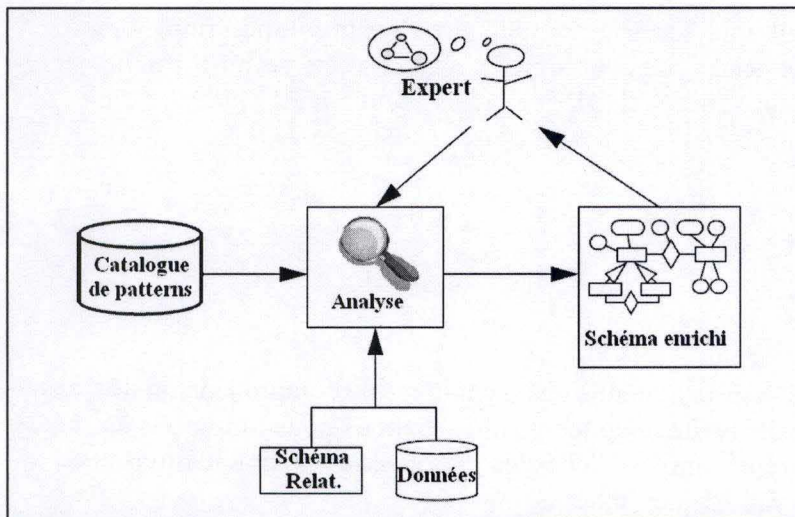 Expert
Catalogue
de patterns
Analyse
Schéma enrichi
Schéma
Relat.
Données